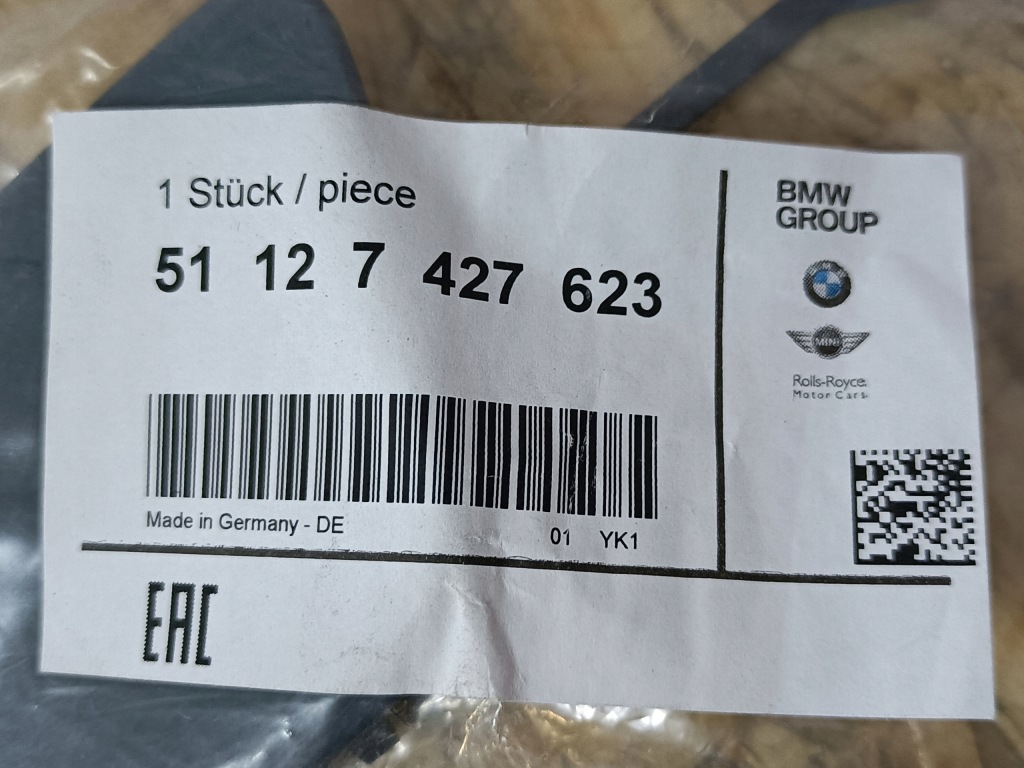 1 Stück / piece
51 12 7 427 623
Made in Germany - DE
01 YK1
EAC
BMW
GROUP
MINI
Rolls-Royce
Motor Cars